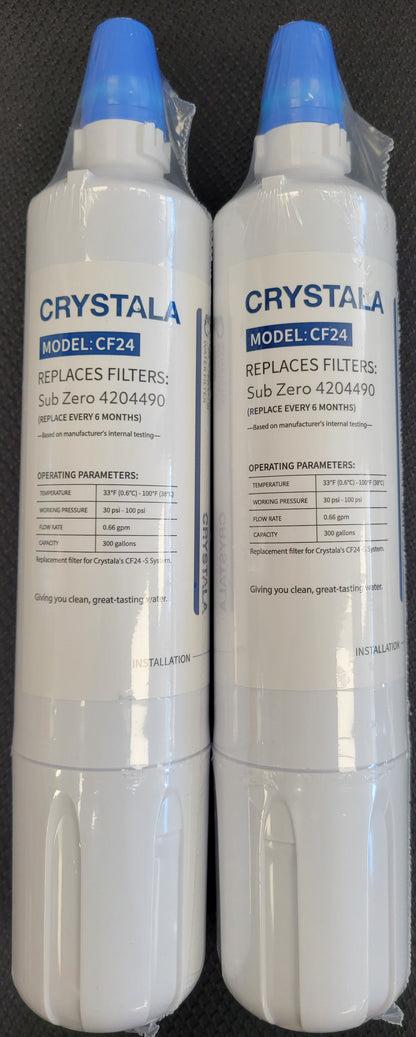 CRYSTALA
MODEL: CF24
REPLACES FILTERS:
Sub Zero 4204490
(REPLACE EVERY 6 MONTHS)
—Based on manufacturer's internal testing—
OPERATING PARAMETERS:
TEMPERATURE 33°F (0.6°C) - 100°F (38°C)
WORKING PRESSURE 30 psi - 100 psi
FLOW RATE 0.66 gpm
CAPACITY 300 gallons
Replacement filter for Crystala's CF24 -S System.
Giving you clean, great-tasting water.
INSTALLATION
CRYSTALA
CRYSTALA
MODEL: CF24
REPLACES FILTERS:
Sub Zero 4204490
(REPLACE EVERY 6 MONTHS)
—Based on manufacturer's internal testing—
OPERATING PARAMETERS:
TEMPERATURE 33°F (0.6°C) - 100°F (38°C)
WORKING PRESSURE 30 psi - 100 psi
FLOW RATE 0.66 gpm
CAPACITY 300 gallons
Replacement filter for Crystala's CF24 -S System.
Giving you clean, great-tasting water.
INSTALLATION
CRYSTALA